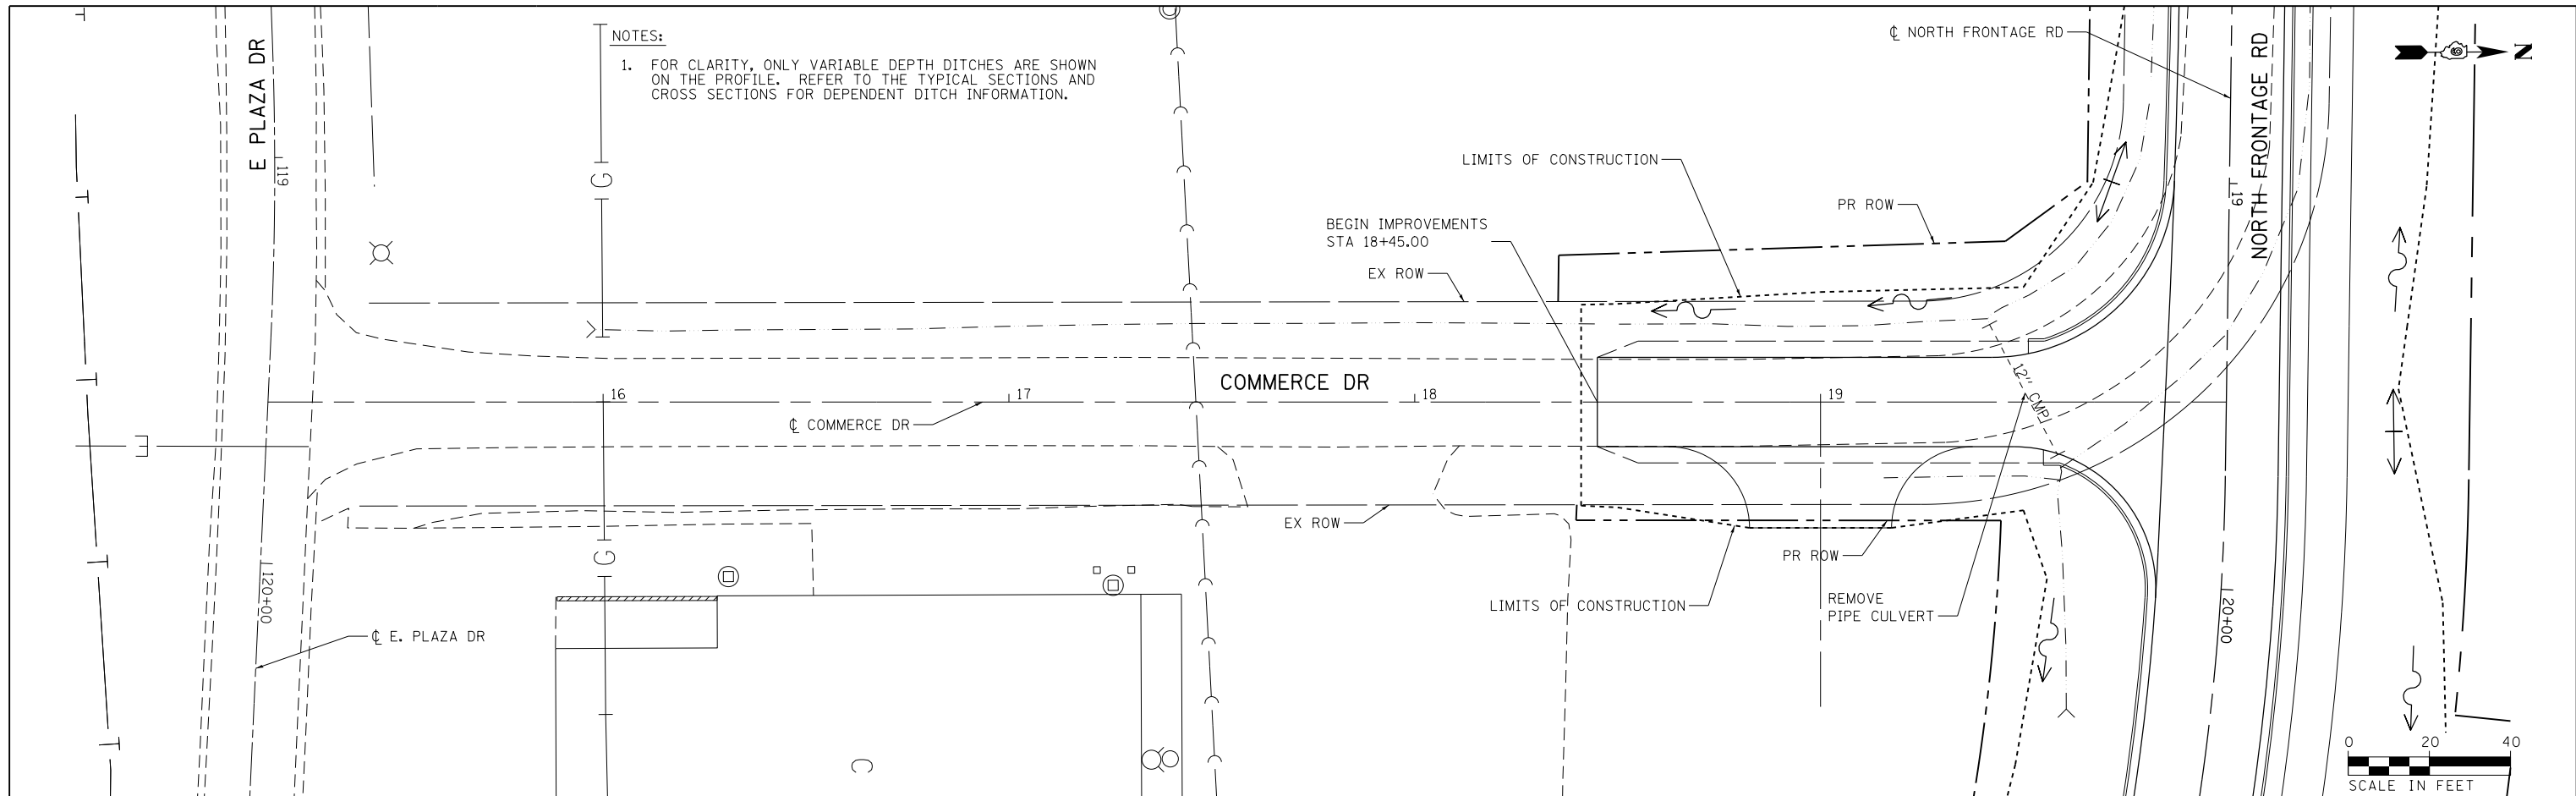 E PLAZA DR
119
120+00
℄ E. PLAZA DR
T
T
T
T
T
E
G
G
NOTES:
1. FOR CLARITY, ONLY VARIABLE DEPTH DITCHES ARE SHOWN
ON THE PROFILE. REFER TO THE TYPICAL SECTIONS AND
CROSS SECTIONS FOR DEPENDENT DITCH INFORMATION.
16
17
18
19
COMMERCE DR
℄ COMMERCE DR
C
BEGIN IMPROVEMENTS
STA 18+45.00
EX ROW
LIMITS OF CONSTRUCTION
PR ROW
EX ROW
LIMITS OF CONSTRUCTION
PR ROW
REMOVE
PIPE CULVERT
12" CMP
℄ NORTH FRONTAGE RD
NORTH FRONTAGE RD
19
20+00
N
0 20 40
SCALE IN FEET